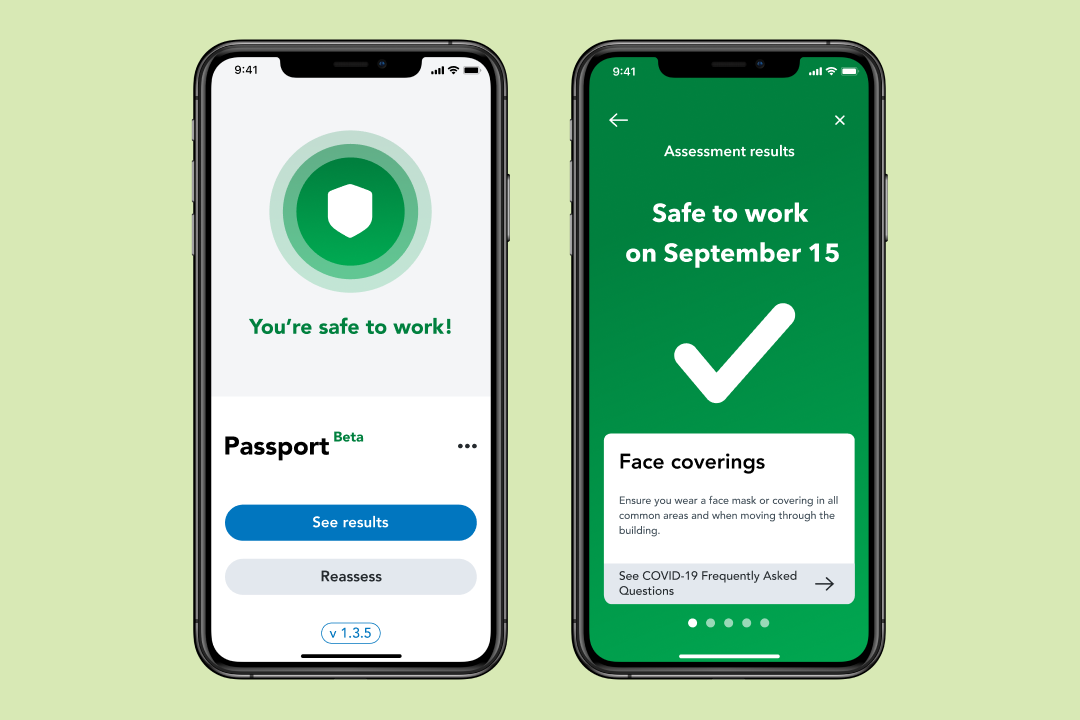 9:41
You're safe to work!
Passport Beta
See results
Reassess
v 1.3.5
9:41
Assessment results
Safe to work
on September 15
Face coverings
Ensure you wear a face mask or covering in all
common areas and when moving through the
building.
See COVID-19 Frequently Asked
Questions